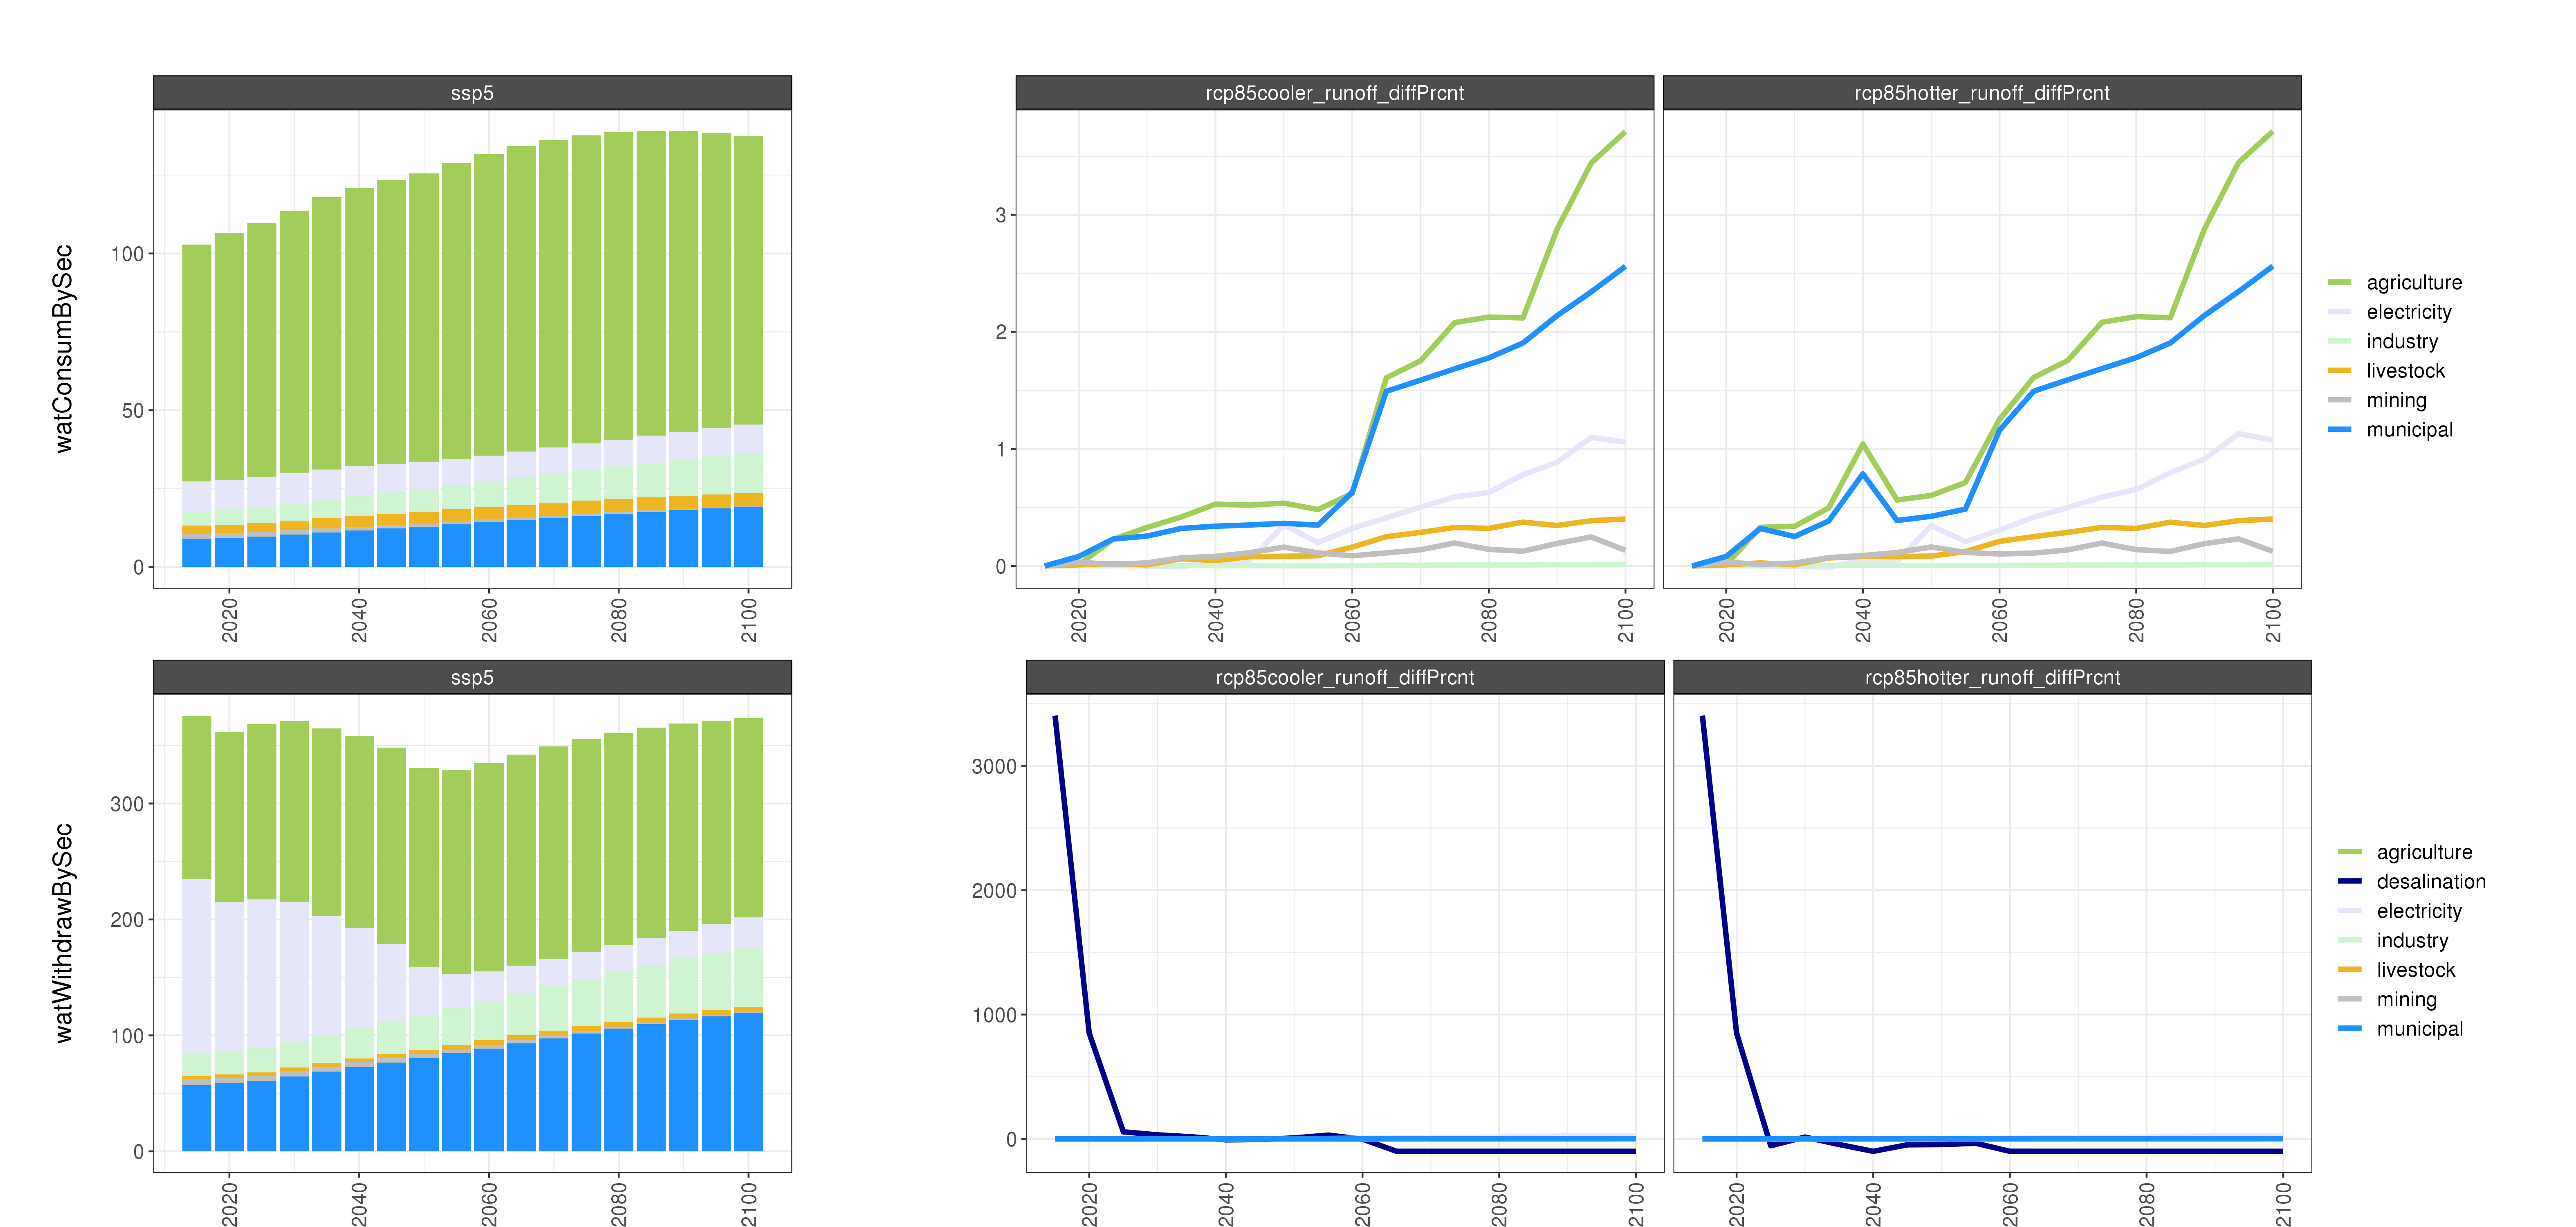 ssp5
rcp85cooler_runoff_diffPrcnt
rcp85hotter_runoff_diffPrcnt
watConsumBySec
100
50
0
2020
2040
2060
2080
2100
3
2
1
0
2020
2040
2060
2080
2100
2020
2040
2060
2080
2100
agriculture
electricity
industry
livestock
mining
municipal
ssp5
rcp85cooler_runoff_diffPrcnt
rcp85hotter_runoff_diffPrcnt
watWithdrawBySec
300
200
100
0
2020
2040
2060
2080
2100
3000
2000
1000
0
2020
2040
2060
2080
2100
2020
2040
2060
2080
2100
agriculture
desalination
electricity
industry
livestock
mining
municipal